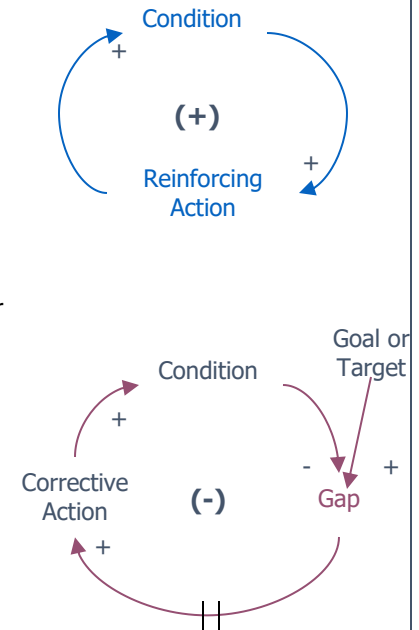 Condition
+
(+)
+
Reinforcing
Action
Goal or
Target
Condition
+
-
+
Corrective
Action
(-)
Gap
+